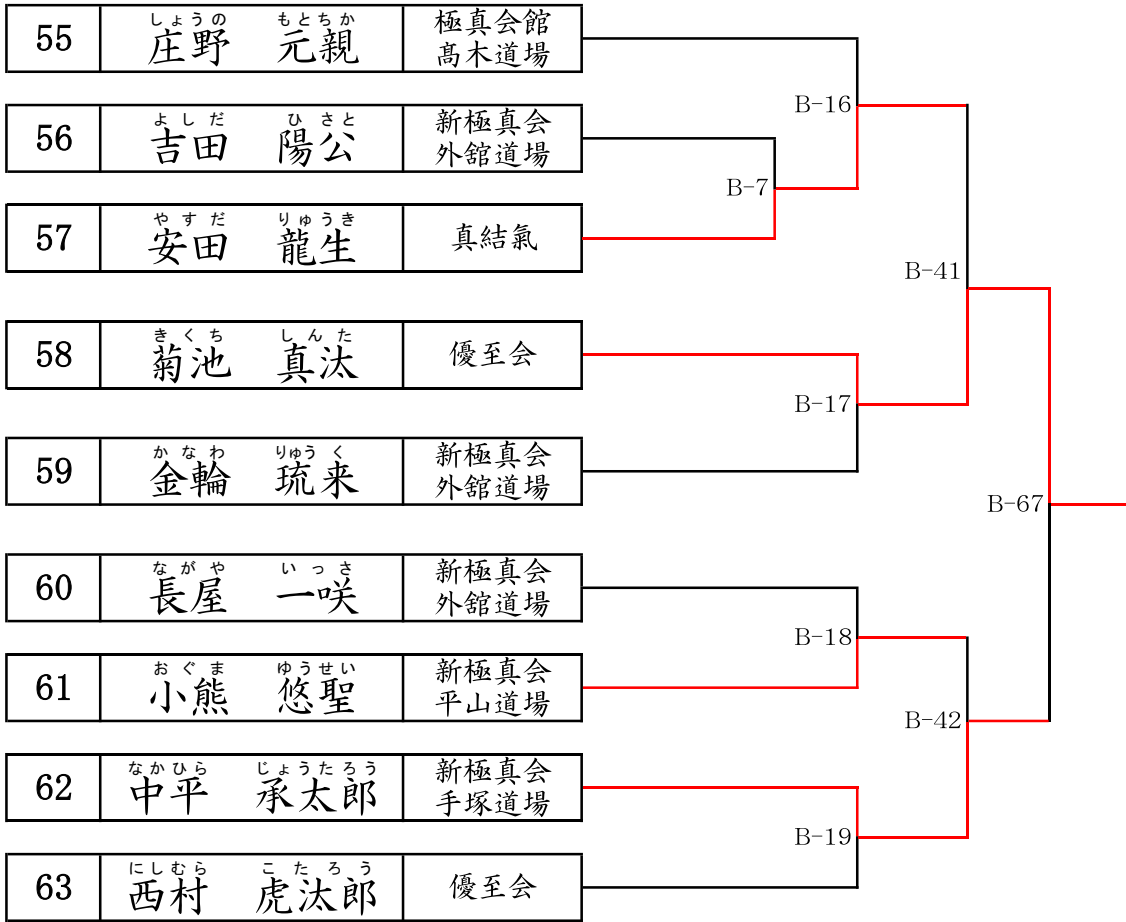 しょうの もとちか
55 庄野 元親 極真会館
髙木道場
よしだ ひさと
56 吉田 陽公 新極真会
外舘道場
やすだ りゅうき
57 安田 龍生 真結氣
きくち しんた
58 菊池 真汰 優至会
かなわ りゅうく
59 金輪 琉来 新極真会
外舘道場
ながや いっさ
60 長屋 一咲 新極真会
外舘道場
おぐま ゆうせい
61 小熊 悠聖 新極真会
平山道場
なかひら じょうたろう
62 中平 承太郎 新極真会
手塚道場
にしむら こたろう
63 西村 虎汰郎 優至会
B-16
B-7
B-41
B-17
B-67
B-18
B-42
B-19